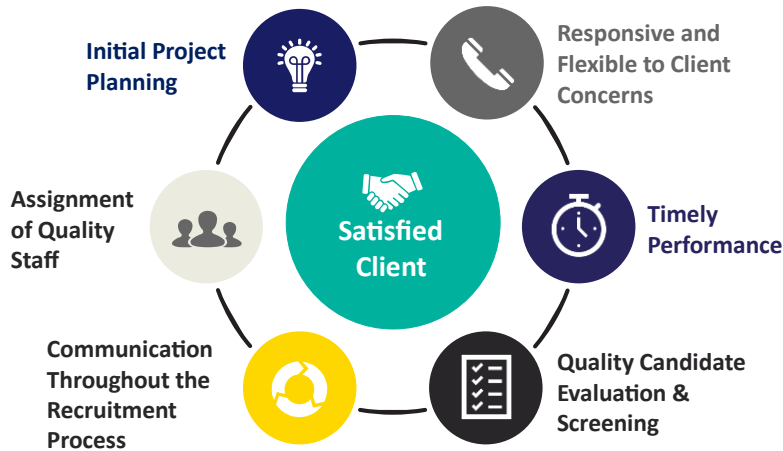 Initial Project
Planning
Responsive and
Flexible to Client
Concerns
Assignment
of Quality
Staff
Satisfied
Client
Timely
Performance
Communication
Throughout the
Recruitment
Process
Quality Candidate
Evaluation &
Screening